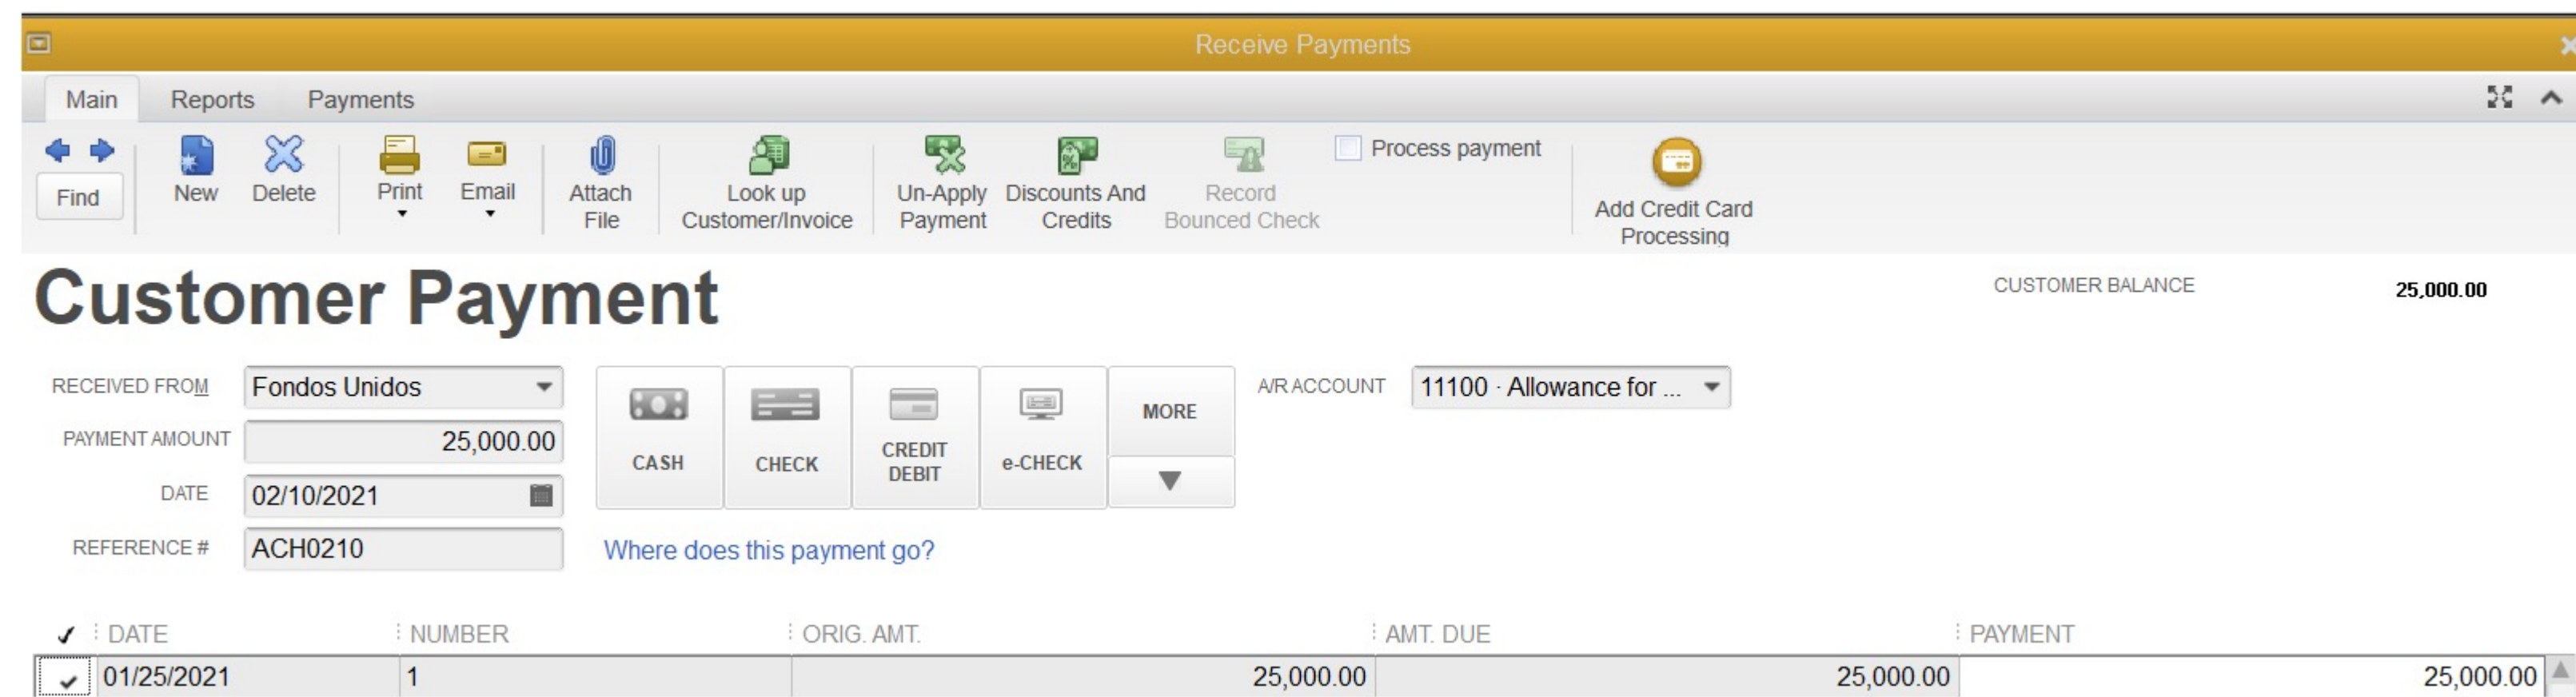 Receive Payments
Main Reports Payments
Find New Delete Print Email Attach File Look up Customer/Invoice Un-Apply Payment Discounts And Credits Record Bounced Check Process payment Add Credit Card Processing
Customer Payment
CUSTOMER BALANCE 25,000.00
RECEIVED FROM Fondos Unidos
PAYMENT AMOUNT 25,000.00
DATE 02/10/2021
REFERENCE # ACH0210
CASH CHECK CREDIT DEBIT e-CHECK MORE
A/R ACCOUNT 11100 · Allowance for ...
Where does this payment go?
DATE NUMBER ORIG. AMT. AMT. DUE PAYMENT
01/25/2021 1 25,000.00 25,000.00 25,000.00